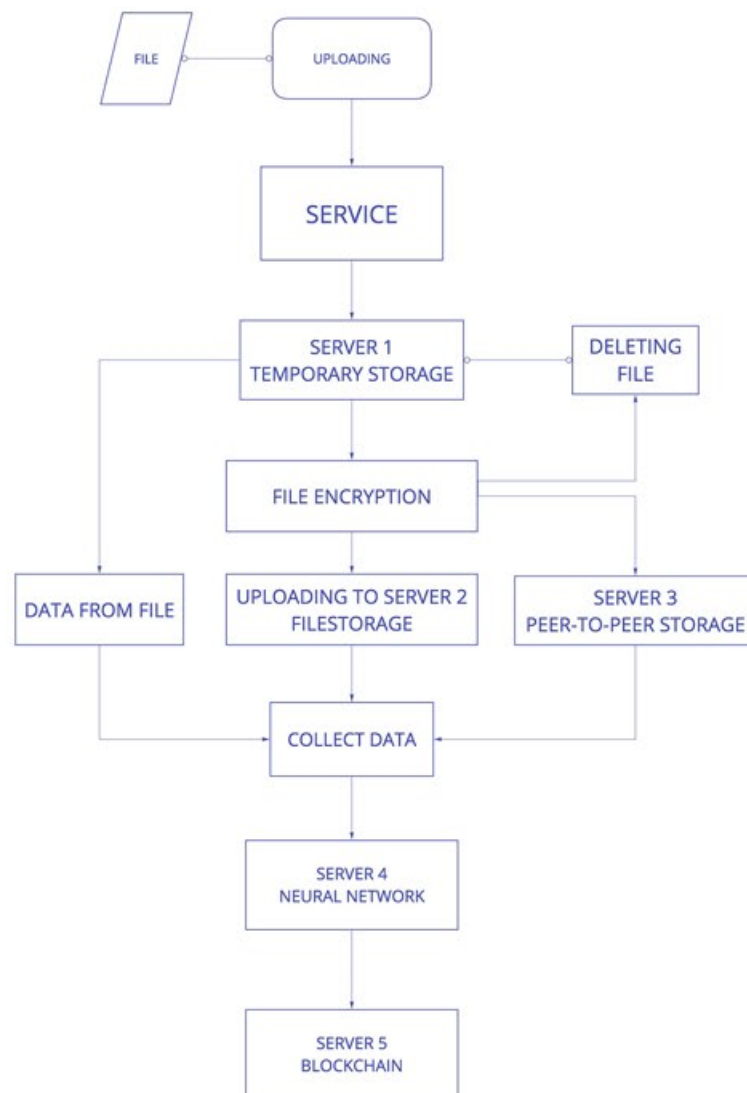 FILE
UPLOADING
SERVICE
SERVER 1
TEMPORARY STORAGE
DELETING
FILE
FILE ENCRYPTION
DATA FROM FILE
UPLOADING TO SERVER 2
FILESTORAGE
SERVER 3
PEER-TO-PEER STORAGE
COLLECT DATA
SERVER 4
NEURAL NETWORK
SERVER 5
BLOCKCHAIN